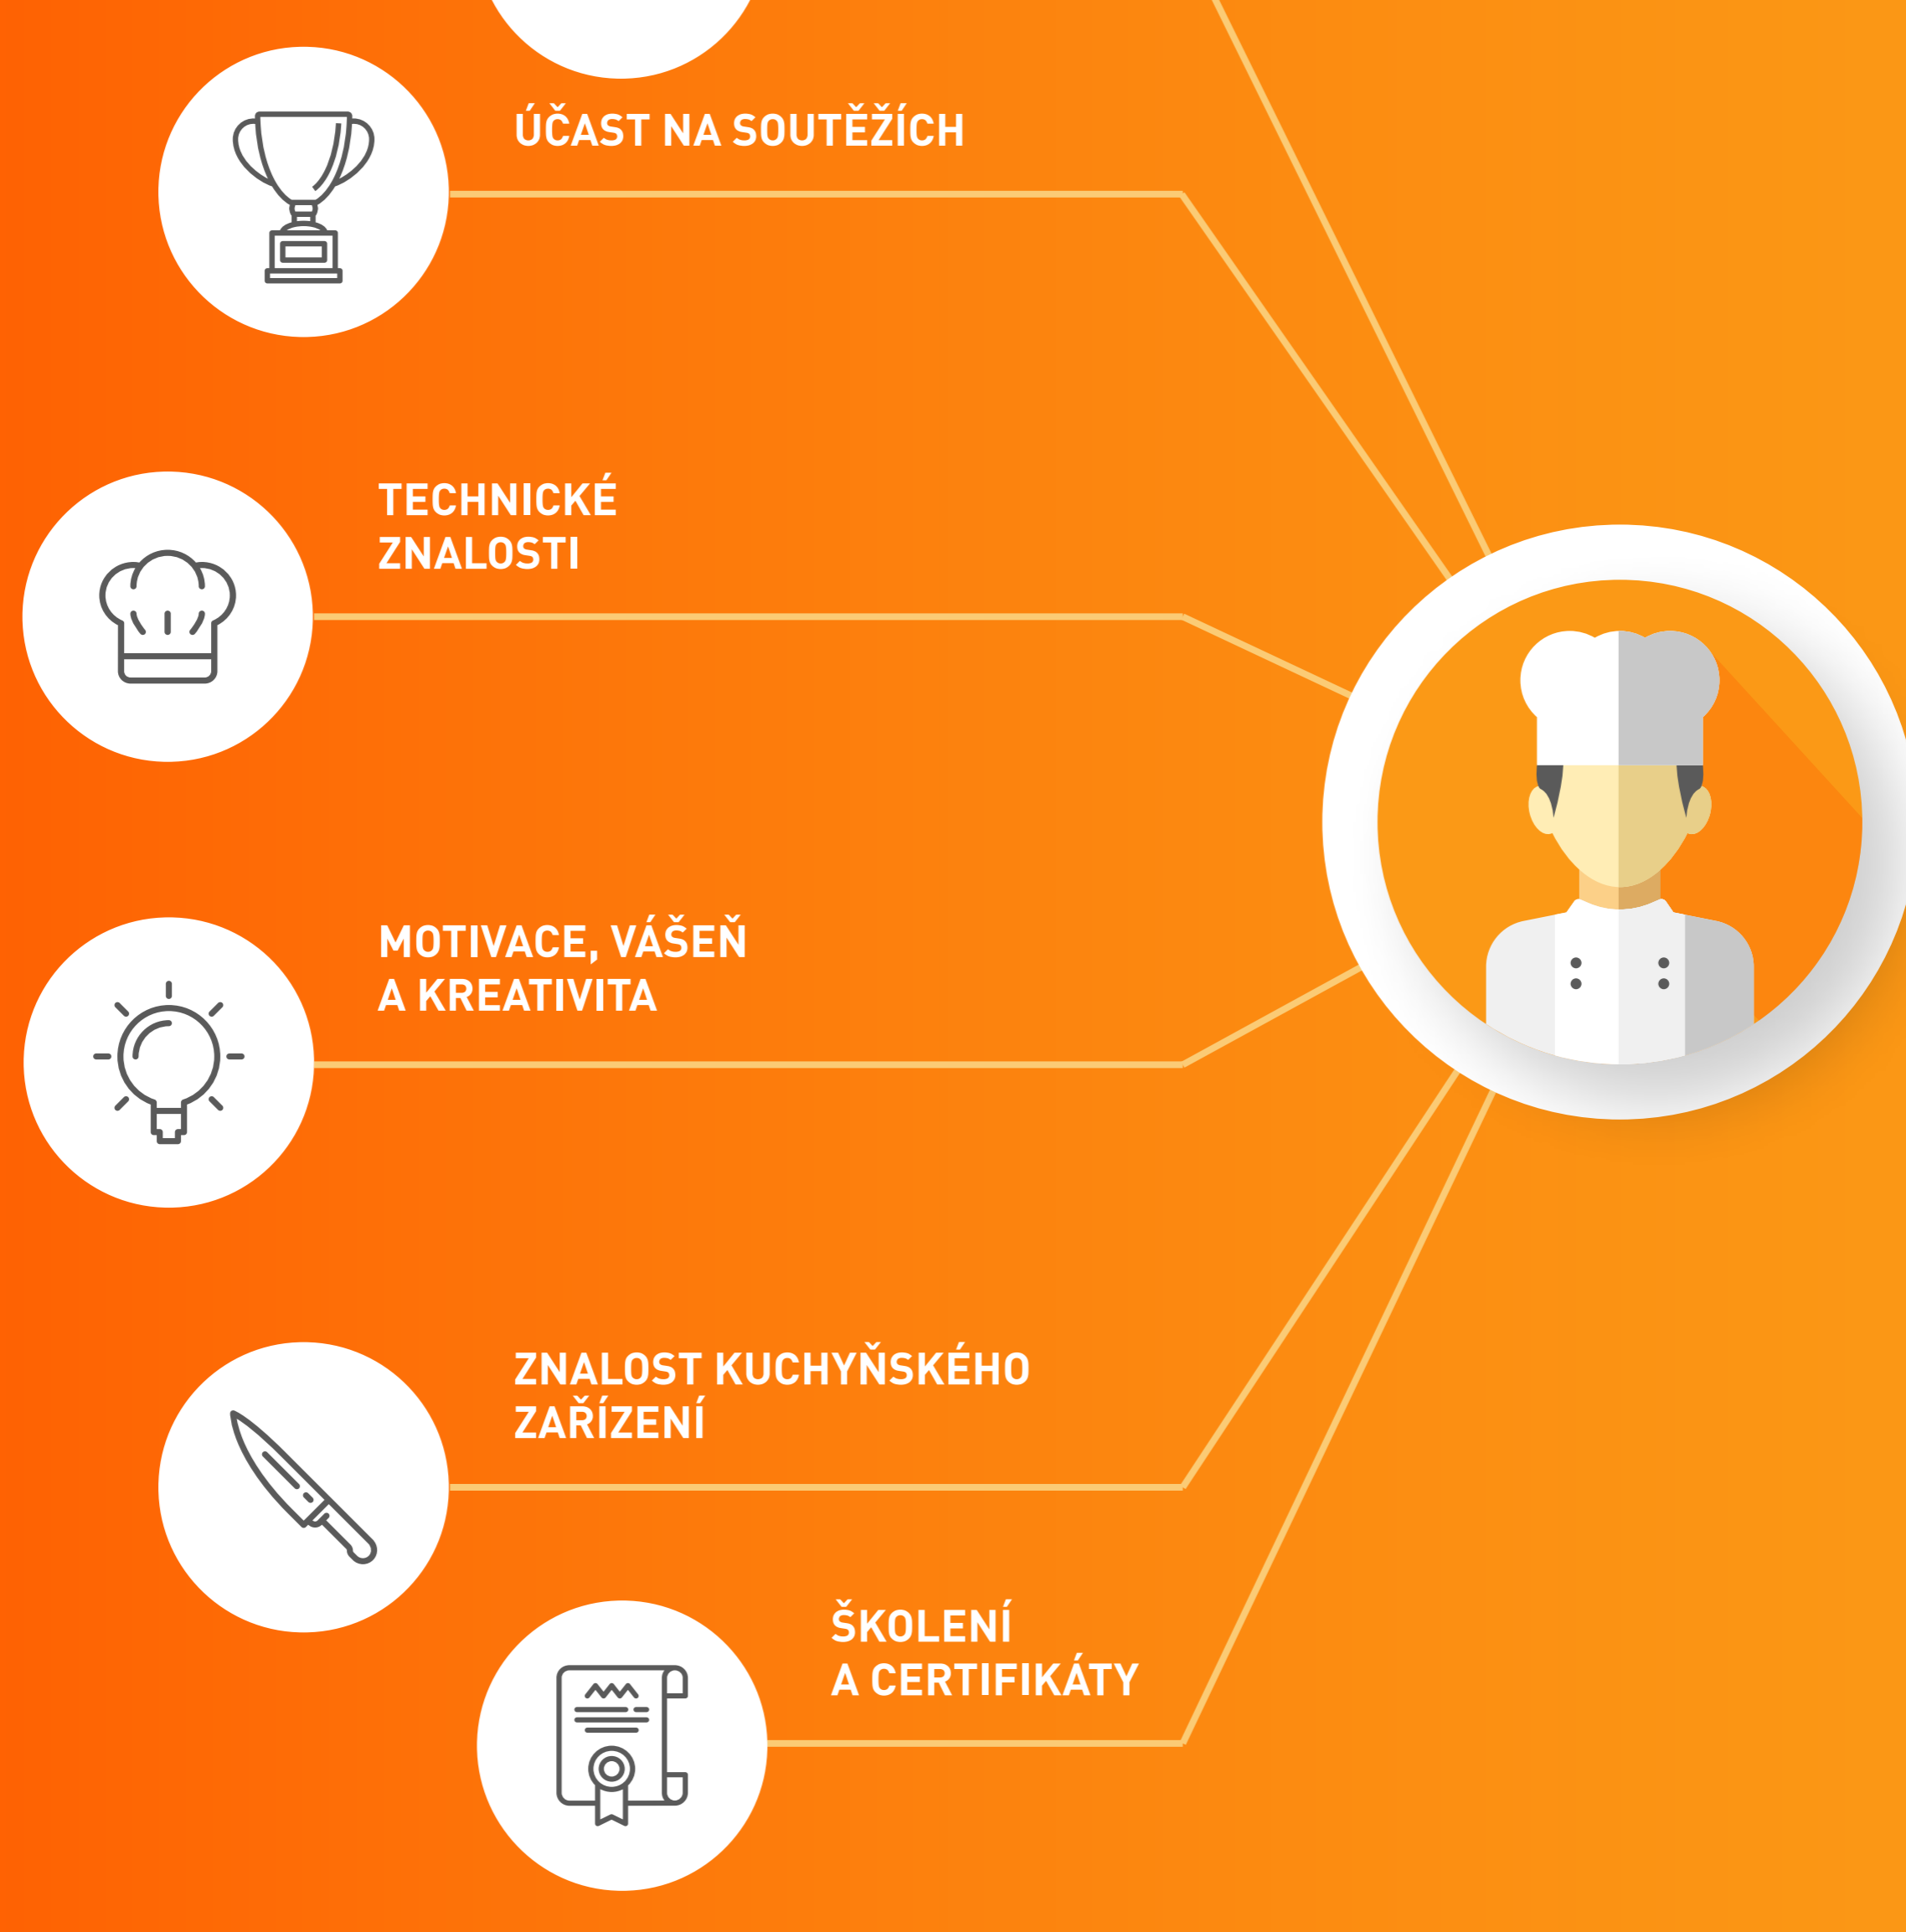 ÚČAST NA SOUTĚŽÍCH
TECHNICKÉ
ZNALOSTI
MOTIVACE, VÁŠEŇ
A KREATIVITA
ZNALOST KUCHYŇSKÉHO
ZAŘÍZENÍ
ŠKOLENÍ
A CERTIFIKÁTY